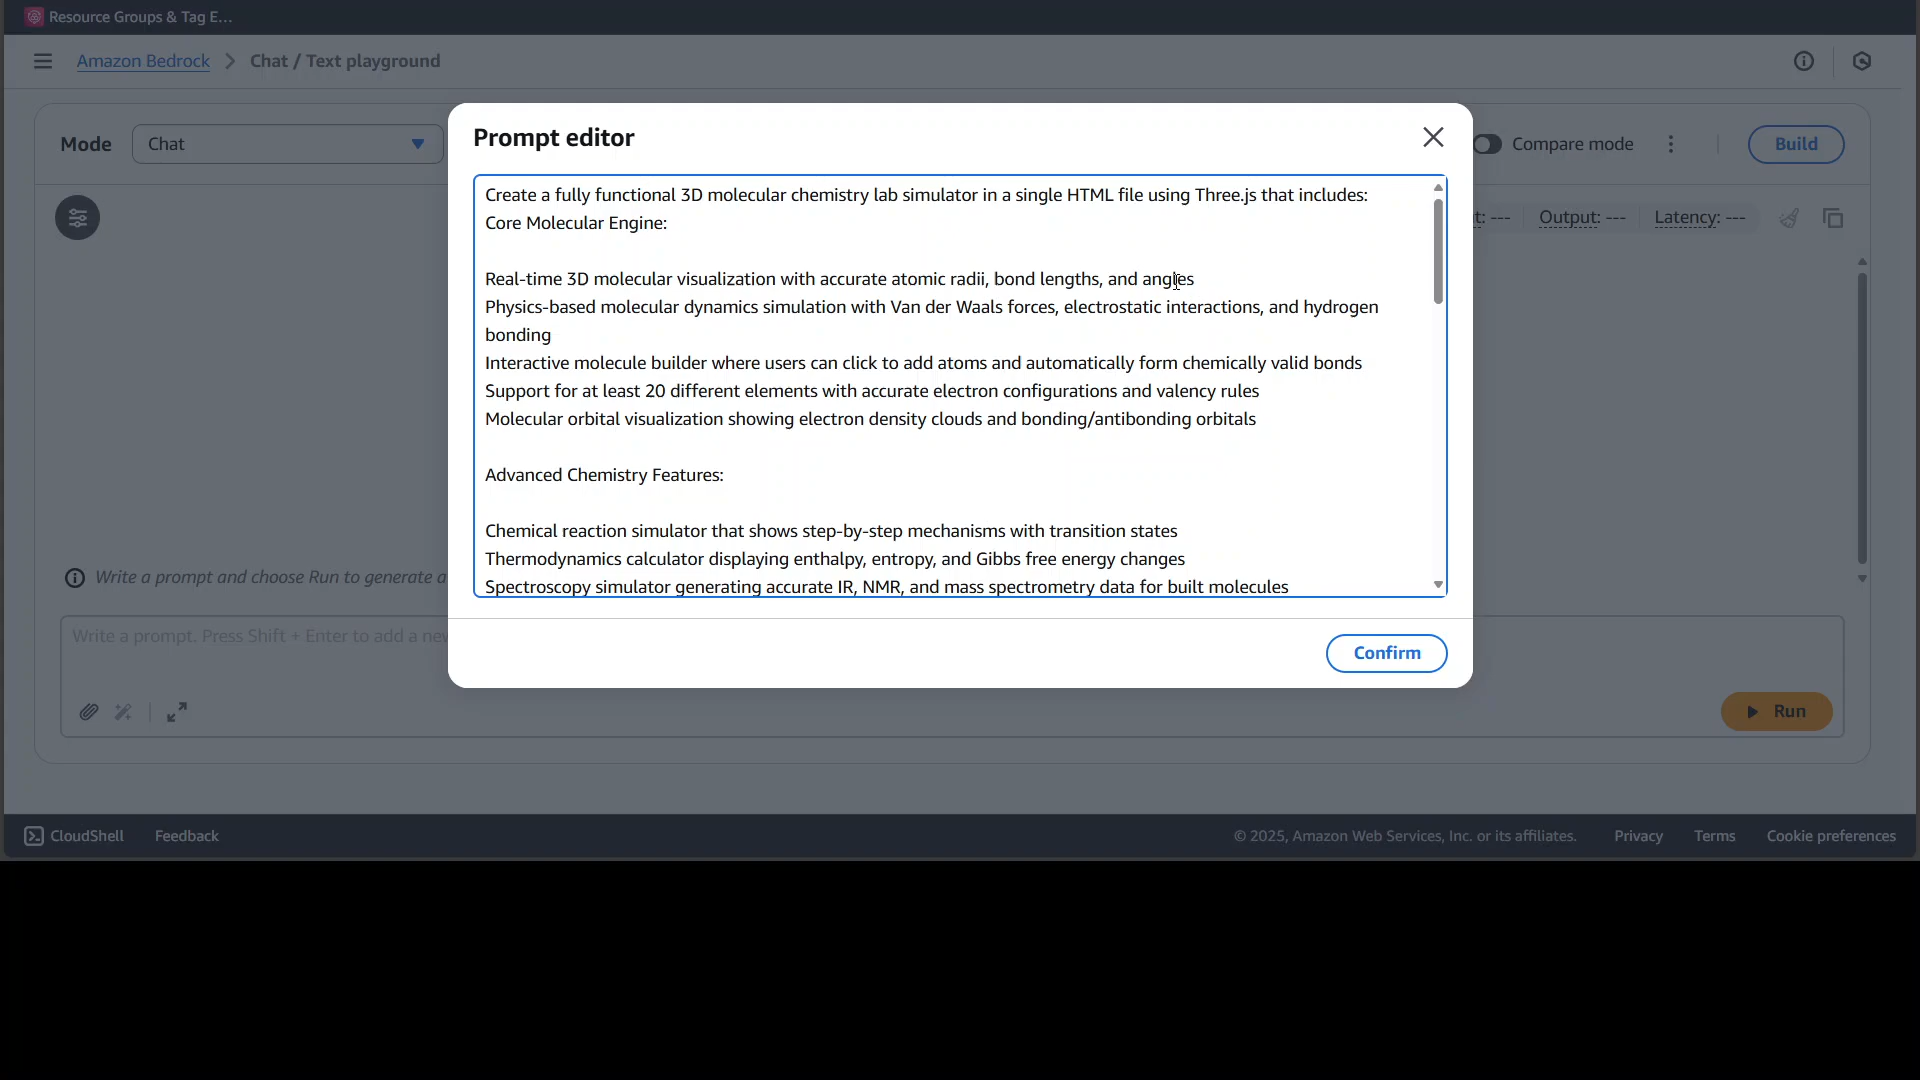 Resource Groups & Tag E...
Amazon Bedrock > Chat / Text playground
Mode
Chat
Compare mode
Build
t: ---
Output: ---
Latency: ---
Prompt editor
Create a fully functional 3D molecular chemistry lab simulator in a single HTML file using Three.js that includes:
Core Molecular Engine:
Real-time 3D molecular visualization with accurate atomic radii, bond lengths, and angles
Physics-based molecular dynamics simulation with Van der Waals forces, electrostatic interactions, and hydrogen
bonding
Interactive molecule builder where users can click to add atoms and automatically form chemically valid bonds
Support for at least 20 different elements with accurate electron configurations and valency rules
Molecular orbital visualization showing electron density clouds and bonding/antibonding orbitals
Advanced Chemistry Features:
Chemical reaction simulator that shows step-by-step mechanisms with transition states
Thermodynamics calculator displaying enthalpy, entropy, and Gibbs free energy changes
Spectroscopy simulator generating accurate IR, NMR, and mass spectrometry data for built molecules
Confirm
Write a prompt and choose Run to generate a
Write a prompt. Press Shift + Enter to add a new
Run
CloudShell
Feedback
© 2025, Amazon Web Services, Inc. or its affiliates.
Privacy
Terms
Cookie preferences